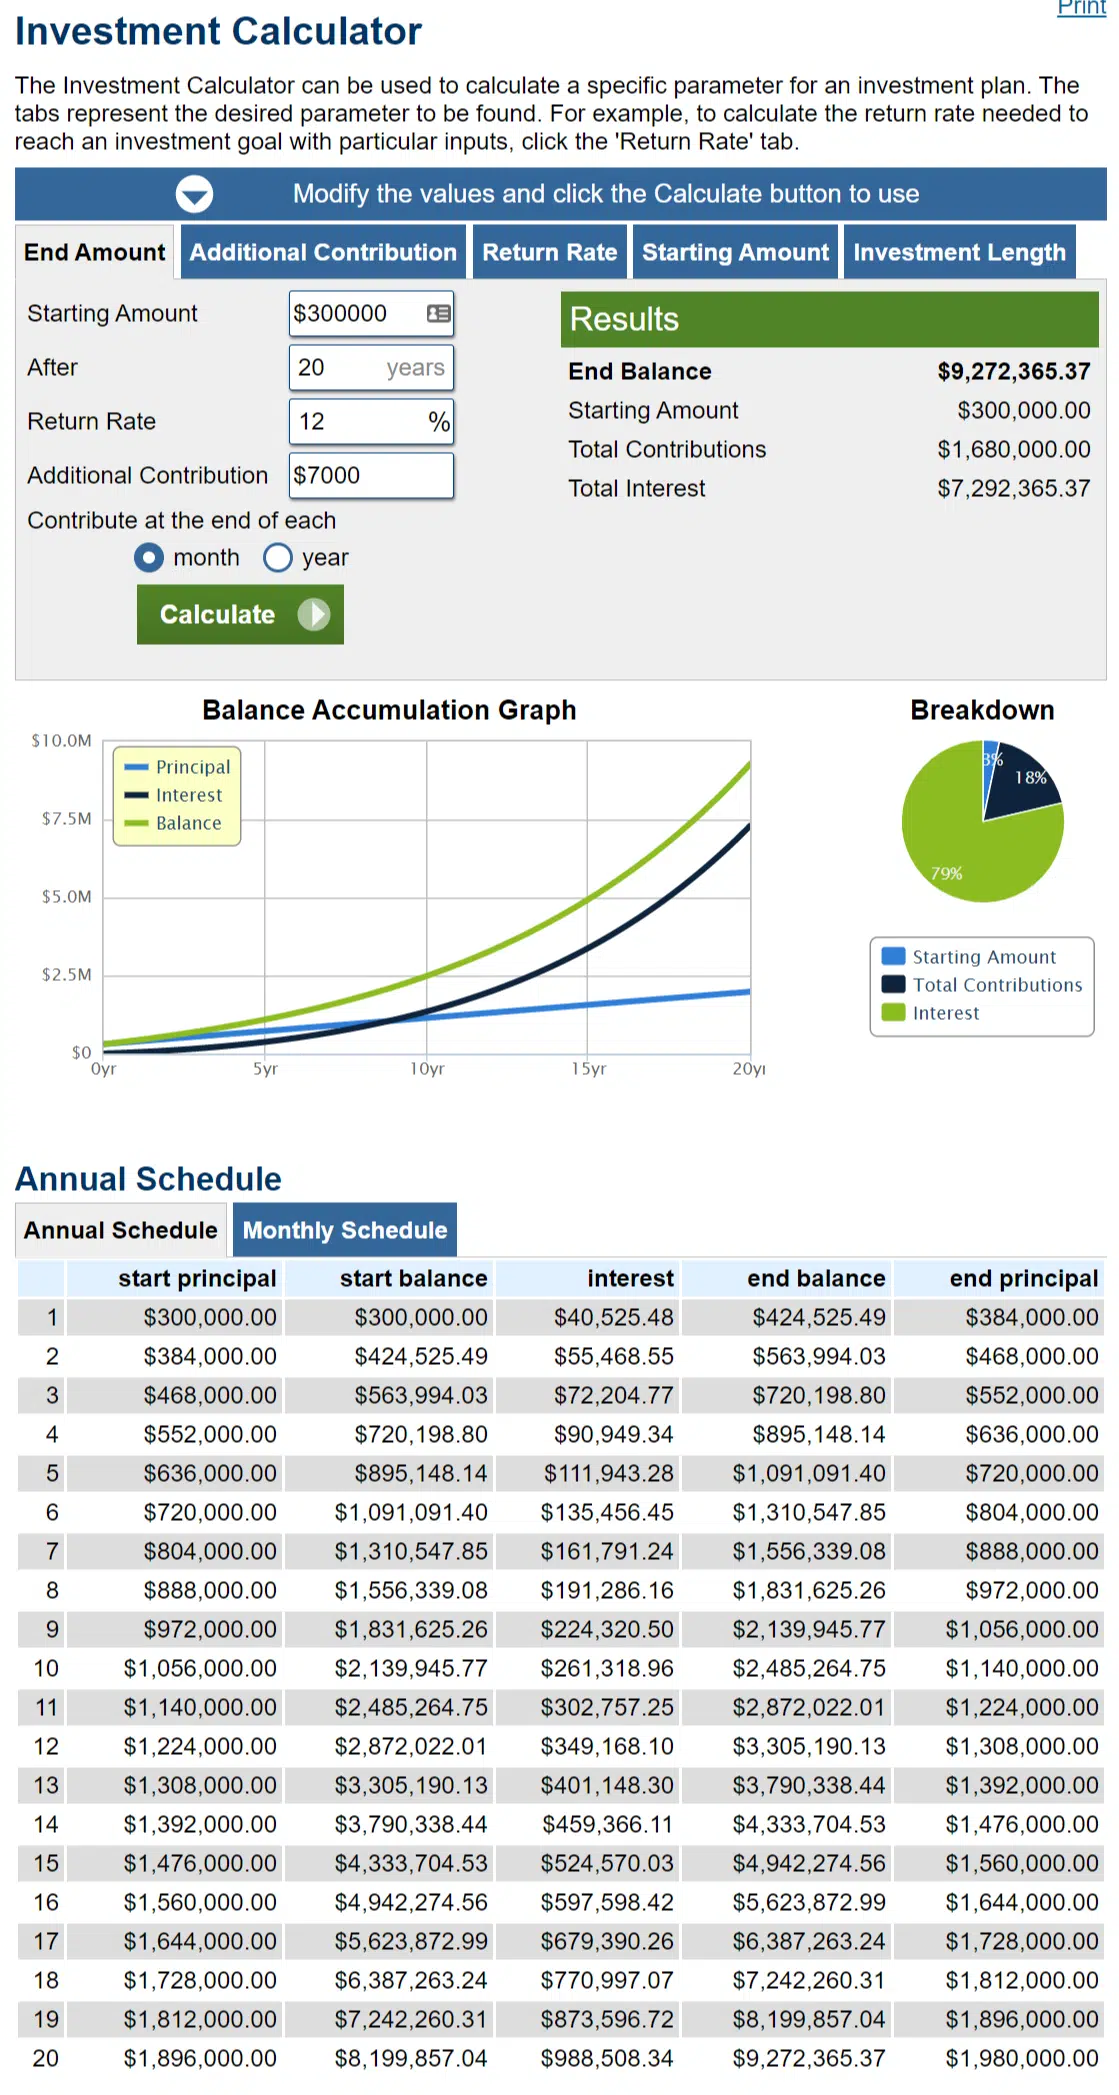 Print
Investment Calculator
The Investment Calculator can be used to calculate a specific parameter for an investment plan. The
tabs represent the desired parameter to be found. For example, to calculate the return rate needed to
reach an investment goal with particular inputs, click the 'Return Rate' tab.
Modify the values and click the Calculate button to use
End Amount Additional Contribution Return Rate Starting Amount Investment Length
Starting Amount $300000
After 20 years
Return Rate 12 %
Additional Contribution $7000
Contribute at the end of each
month year
Calculate
Results
End Balance $9,272,365.37
Starting Amount $300,000.00
Total Contributions $1,680,000.00
Total Interest $7,292,365.37
Balance Accumulation Graph
$10.0M
$7.5M
$5.0M
$2.5M
$0
0yr 5yr 10yr 15yr 20yr
Principal
Interest
Balance
Breakdown
3%
18%
79%
Starting Amount
Total Contributions
Interest
Annual Schedule
Annual Schedule Monthly Schedule
start principal start balance interest end balance end principal
1 $300,000.00 $300,000.00 $40,525.48 $424,525.49 $384,000.00
2 $384,000.00 $424,525.49 $55,468.55 $563,994.03 $468,000.00
3 $468,000.00 $563,994.03 $72,204.77 $720,198.80 $552,000.00
4 $552,000.00 $720,198.80 $90,949.34 $895,148.14 $636,000.00
5 $636,000.00 $895,148.14 $111,943.28 $1,091,091.40 $720,000.00
6 $720,000.00 $1,091,091.40 $135,456.45 $1,310,547.85 $804,000.00
7 $804,000.00 $1,310,547.85 $161,791.24 $1,556,339.08 $888,000.00
8 $888,000.00 $1,556,339.08 $191,286.16 $1,831,625.26 $972,000.00
9 $972,000.00 $1,831,625.26 $224,320.50 $2,139,945.77 $1,056,000.00
10 $1,056,000.00 $2,139,945.77 $261,318.96 $2,485,264.75 $1,140,000.00
11 $1,140,000.00 $2,485,264.75 $302,757.25 $2,872,022.01 $1,224,000.00
12 $1,224,000.00 $2,872,022.01 $349,168.10 $3,305,190.13 $1,308,000.00
13 $1,308,000.00 $3,305,190.13 $401,148.30 $3,790,338.44 $1,392,000.00
14 $1,392,000.00 $3,790,338.44 $459,366.11 $4,333,704.53 $1,476,000.00
15 $1,476,000.00 $4,333,704.53 $524,570.03 $4,942,274.56 $1,560,000.00
16 $1,560,000.00 $4,942,274.56 $597,598.42 $5,623,872.99 $1,644,000.00
17 $1,644,000.00 $5,623,872.99 $679,390.26 $6,387,263.24 $1,728,000.00
18 $1,728,000.00 $6,387,263.24 $770,997.07 $7,242,260.31 $1,812,000.00
19 $1,812,000.00 $7,242,260.31 $873,596.72 $8,199,857.04 $1,896,000.00
20 $1,896,000.00 $8,199,857.04 $988,508.34 $9,272,365.37 $1,980,000.00